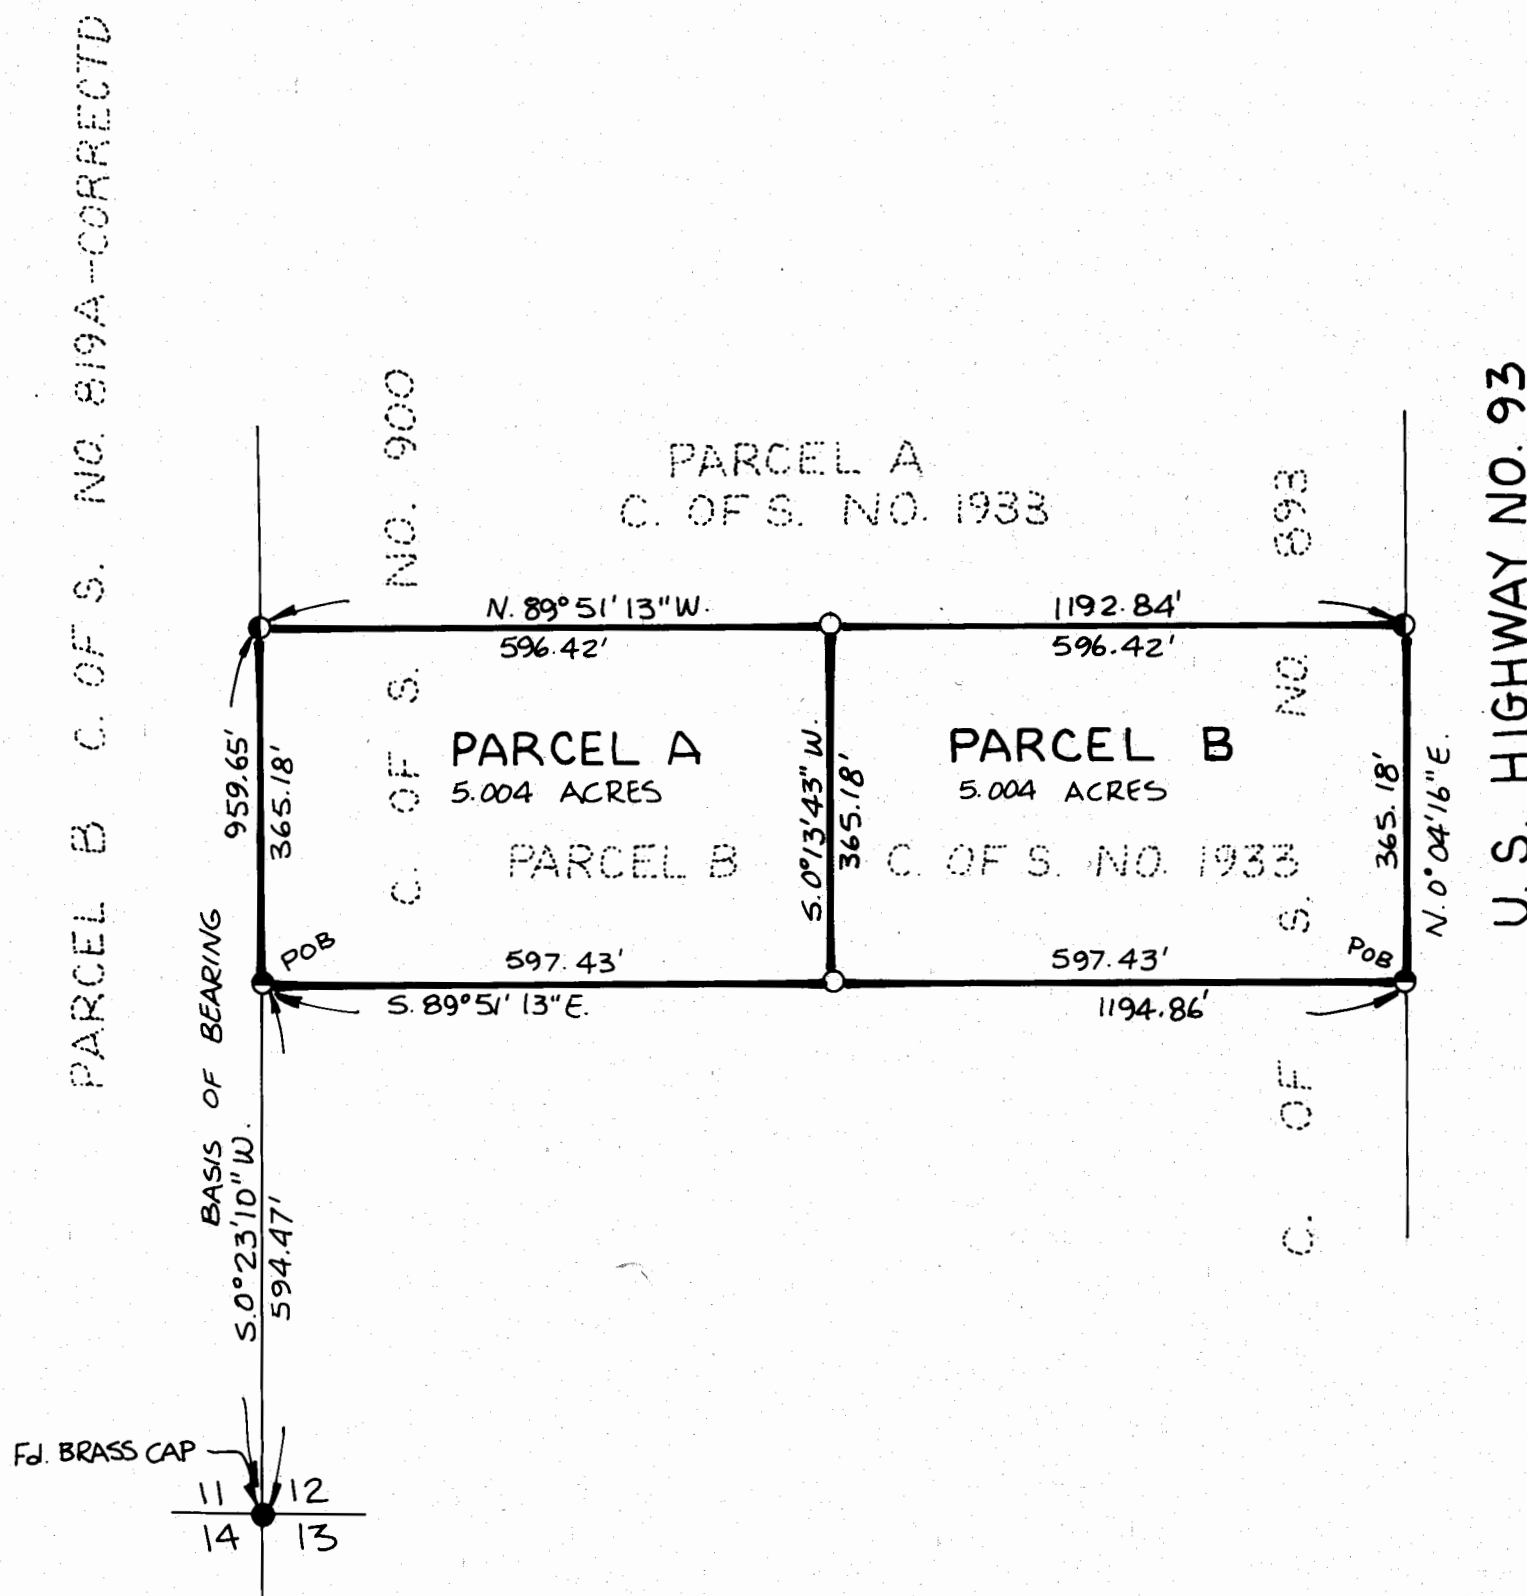 PARCEL B C. OF S. NO. 819A-CORRECTD
C. OF S. NO. 900
PARCEL A
C. OF S. NO. 1933
C. OF S. NO. 893
U. S. HIGHWAY NO. 93
N. 89°51'13"W.
1192.84'
596.42'
596.42'
959.65'
365.18'
PARCEL A
5.004 ACRES
S.0°13'43"W.
365.18'
PARCEL B
5.004 ACRES
365.18'
N.0°04'16"E.
PARCEL B C. OF S. NO. 1933
POB
POB
597.43'
597.43'
S.89°51'13"E.
1194.86'
BASIS OF BEARING
S.0°23'10"W.
594.47'
Fd. BRASS CAP
11 12
14 13